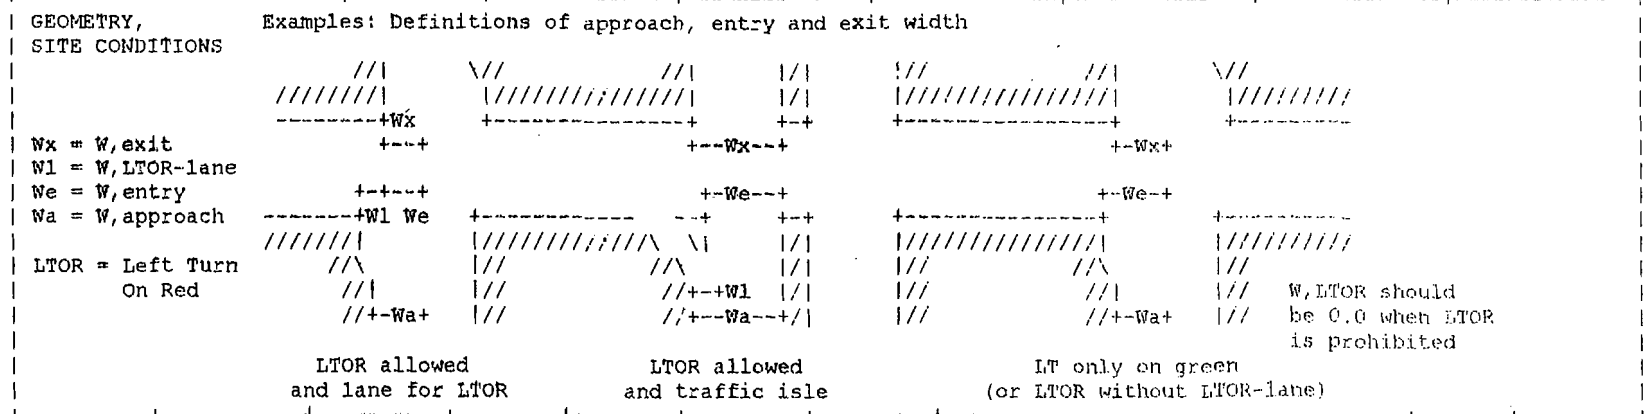 GEOMETRY, Examples: Definitions of approach, entry and exit width
SITE CONDITIONS
//| \// //| |/| !// //| \//
////////| |////////////////| |/| |/////////////////| |/////////
--------+Wx +----------------+ +-+ +-----------------+ +----------
Wx = W,exit +--+ +--Wx--+ +-Wx+
Wl = W,LTOR-lane
We = W,entry +-+--+ +-We--+ +-We-+
Wa = W,approach -------+Wl We +------------- --+ +-+ +----------------+ +-----------
///////| |/////////////\ \| |/| |///////////////| |//////////
LTOR = Left Turn //\ |// //\ |/| |// //\ |//
On Red //| |// //+-+Wl |/| |// //| |// W,LTOR should
//+-Wa+ |// //+--Wa--+/| |// //+-Wa+ |// be 0.0 when LTOR
is prohibited
LTOR allowed LTOR allowed LT only on green
and lane for LTOR and traffic isle (or LTOR without LTOR-lane)